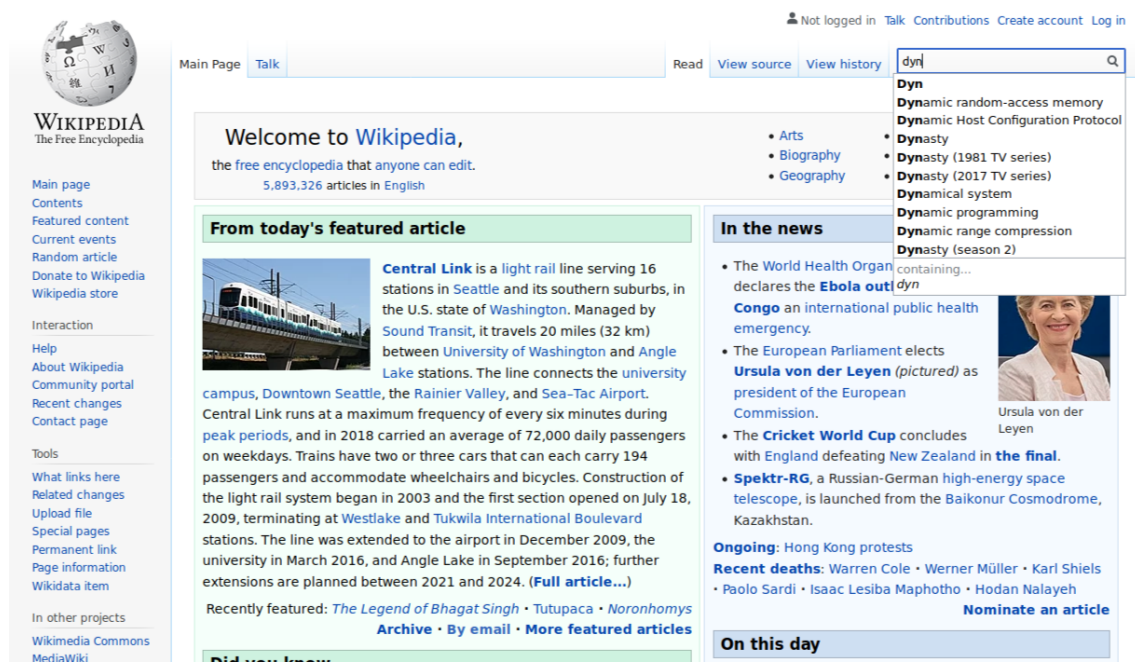 Not logged in Talk Contributions Create account Log in
Main Page Talk
Read View source View history
dyn
Dyn
Dynamic random-access memory
Dynamic Host Configuration Protocol
Dynasty
Dynasty (1981 TV series)
Dynasty (2017 TV series)
Dynamical system
Dynamic programming
Dynamic range compression
Dynasty (season 2)
containing...
dyn
Ω
W
И
維
WIKIPEDIA
The Free Encyclopedia
Main page
Contents
Featured content
Current events
Random article
Donate to Wikipedia
Wikipedia store
Interaction
Help
About Wikipedia
Community portal
Recent changes
Contact page
Tools
What links here
Related changes
Upload file
Special pages
Permanent link
Page information
Wikidata item
In other projects
Wikimedia Commons
MediaWiki
Welcome to Wikipedia,
the free encyclopedia that anyone can edit.
5,893,326 articles in English
• Arts
• Biography
• Geography
From today's featured article
Central Link is a light rail line serving 16
stations in Seattle and its southern suburbs, in
the U.S. state of Washington. Managed by
Sound Transit, it travels 20 miles (32 km)
between University of Washington and Angle
Lake stations. The line connects the university
campus, Downtown Seattle, the Rainier Valley, and Sea–Tac Airport.
Central Link runs at a maximum frequency of every six minutes during
peak periods, and in 2018 carried an average of 72,000 daily passengers
on weekdays. Trains have two or three cars that can each carry 194
passengers and accommodate wheelchairs and bicycles. Construction of
the light rail system began in 2003 and the first section opened on July 18,
2009, terminating at Westlake and Tukwila International Boulevard
stations. The line was extended to the airport in December 2009, the
university in March 2016, and Angle Lake in September 2016; further
extensions are planned between 2021 and 2024. (Full article...)
Recently featured: The Legend of Bhagat Singh • Tutupaca • Noronhomys
Archive • By email • More featured articles
Did you know
In the news
• The World Health Organ
declares the Ebola out
Congo an international public health
emergency.
• The European Parliament elects
Ursula von der Leyen (pictured) as
president of the European
Commission.
• The Cricket World Cup concludes
with England defeating New Zealand in the final.
• Spektr-RG, a Russian-German high-energy space
telescope, is launched from the Baikonur Cosmodrome,
Kazakhstan.
Ursula von der
Leyen
Ongoing: Hong Kong protests
Recent deaths: Warren Cole • Werner Müller • Karl Shiels
• Paolo Sardi • Isaac Lesiba Maphotho • Hodan Nalayeh
Nominate an article
On this day